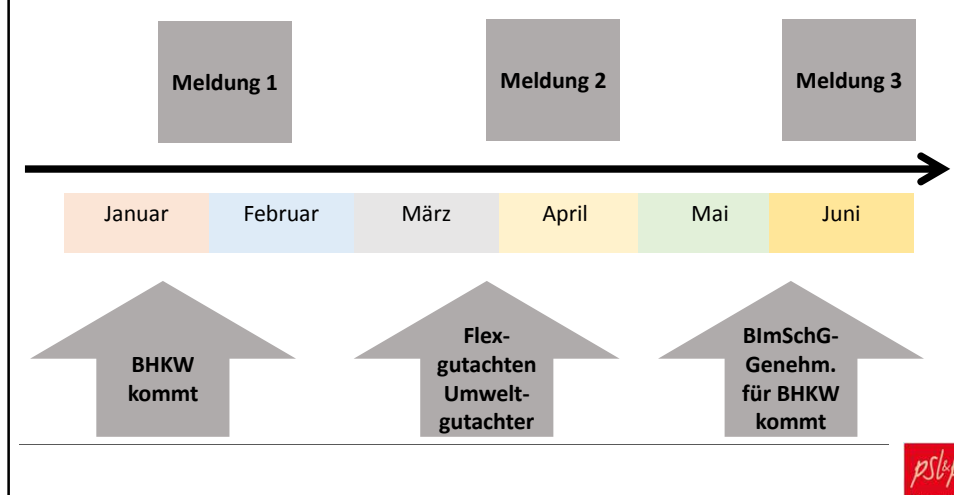 Meldung 1
Meldung 2
Meldung 3
Januar
Februar
März
April
Mai
Juni
BHKW
kommt
Flex-
gutachten
Umwelt-
gutachter
BImSchG-
Genehm.
für BHKW
kommt
psl&p